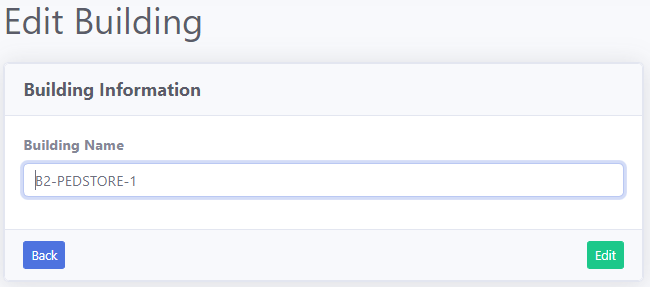 Edit Building
Building Information
Building Name
B2-PEDSTORE-1
Back
Edit